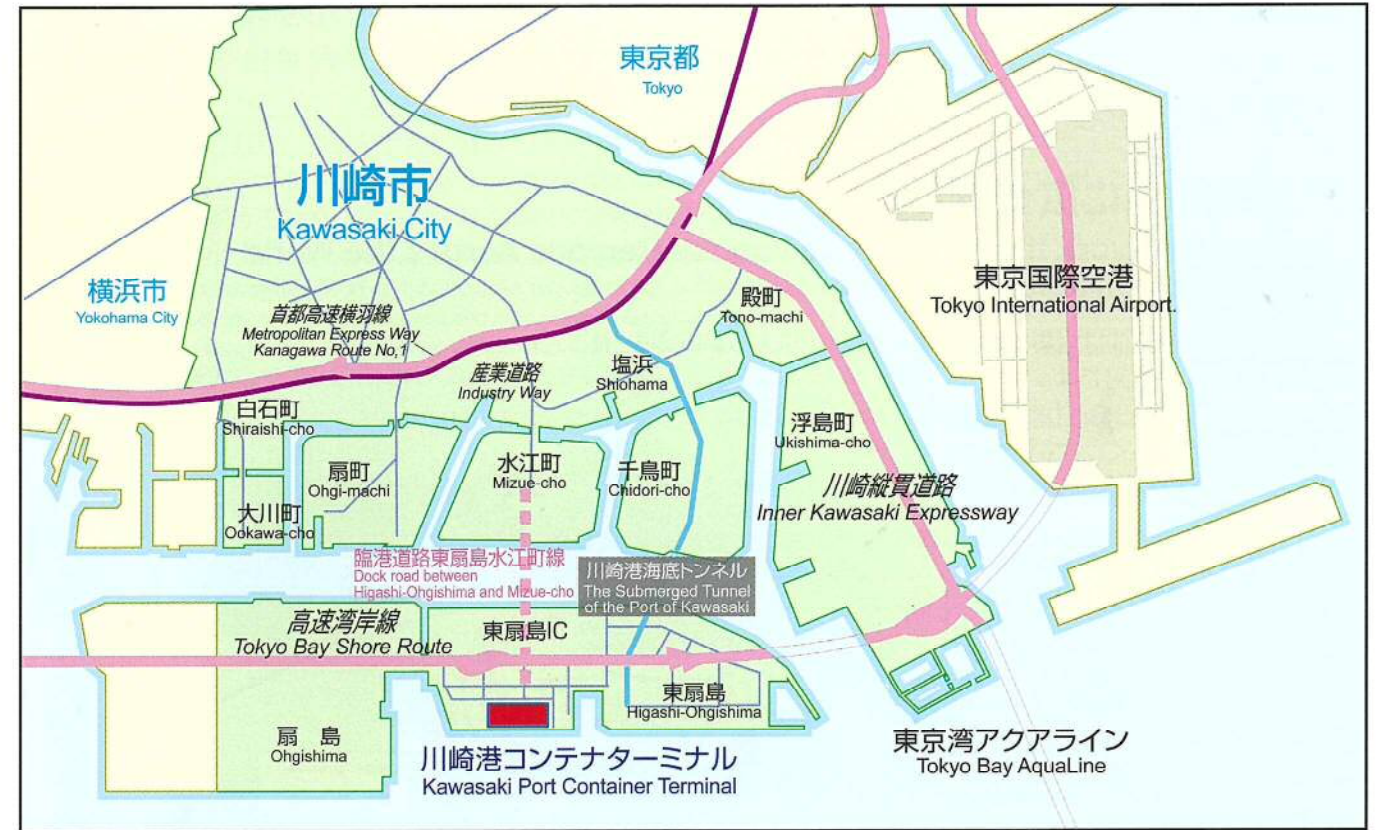 東京都
Tokyo
川崎市
Kawasaki City
横浜市
Yokohama City
東京国際空港
Tokyo International Airport.
殿町
Tono-machi
首都高速横羽線
Metropolitan Express Way
Kanagawa Route No,1
産業道路
Industry Way
塩浜
Shiohama
白石町
Shiraishi-cho
扇町
Ohgi-machi
水江町
Mizue-cho
千鳥町
Chidori-cho
浮島町
Ukishima-cho
川崎縦貫道路
Inner Kawasaki Expressway
大川町
Ookawa-cho
臨港道路東扇島水江町線
Dock road between
Higashi-Ohgishima and Mizue-cho
川崎港海底トンネル
The Submerged Tunnel
of the Port of Kawasaki
高速湾岸線
Tokyo Bay Shore Route
東扇島IC
東扇島
Higashi-Ohgishima
扇 島
Ohgishima
川崎港コンテナターミナル
Kawasaki Port Container Terminal
東京湾アクアライン
Tokyo Bay AquaLine